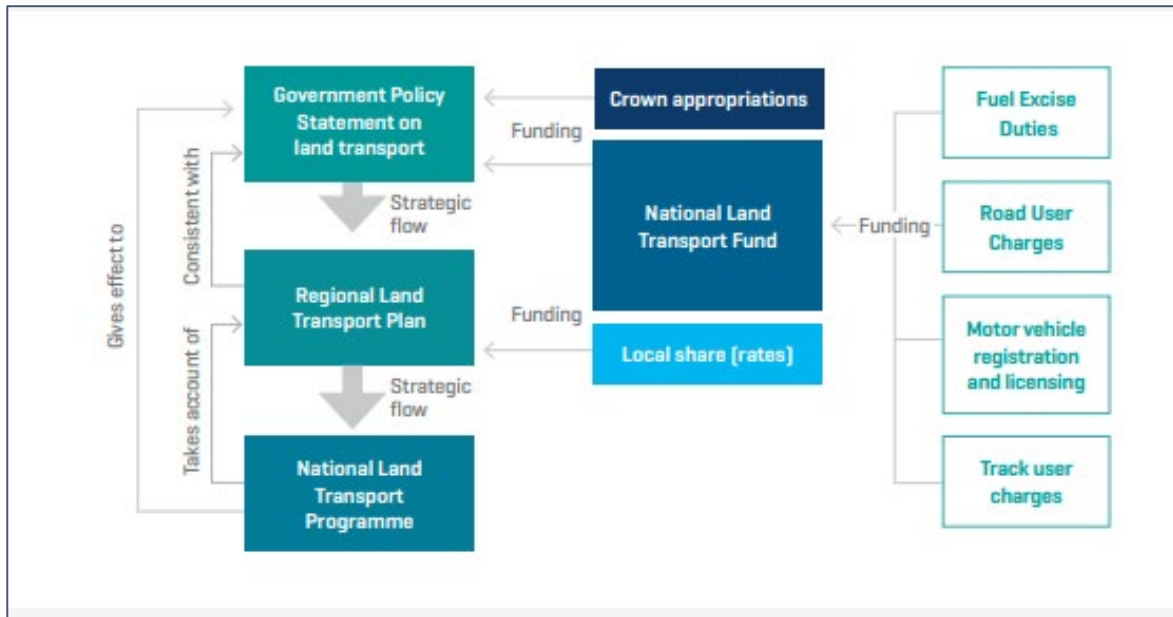 Government Policy
Statement on
land transport
Crown appropriations
Funding
National Land
Transport Fund
Fuel Excise
Duties
Funding
Road User
Charges
Strategic
flow
Consistent with
Gives effect to
Regional Land
Transport Plan
Funding
Local share (rates)
Motor vehicle
registration
and licensing
Takes account of
Strategic
flow
National Land
Transport
Programme
Track user
charges